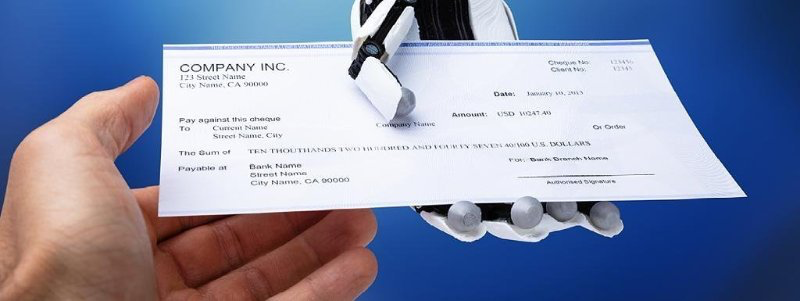 COMPANY INC.
123 Street Name
City Name, CA 90000
Cheque No: 123456
Client No: 12345
Date: January 10, 2013
Pay against this cheque
To Current Name Company Name Amount: USD 10247.40
Street Name, City Or Order
The Sum of TEN THOUTHANDS TWO HUNDRED AND FOURTY SEVEN 40/100 U.S. DOLLARS
Payable at Bank Name For: Bank Branch Name
Street Name
City Name, CA 90000
Authorised Signature